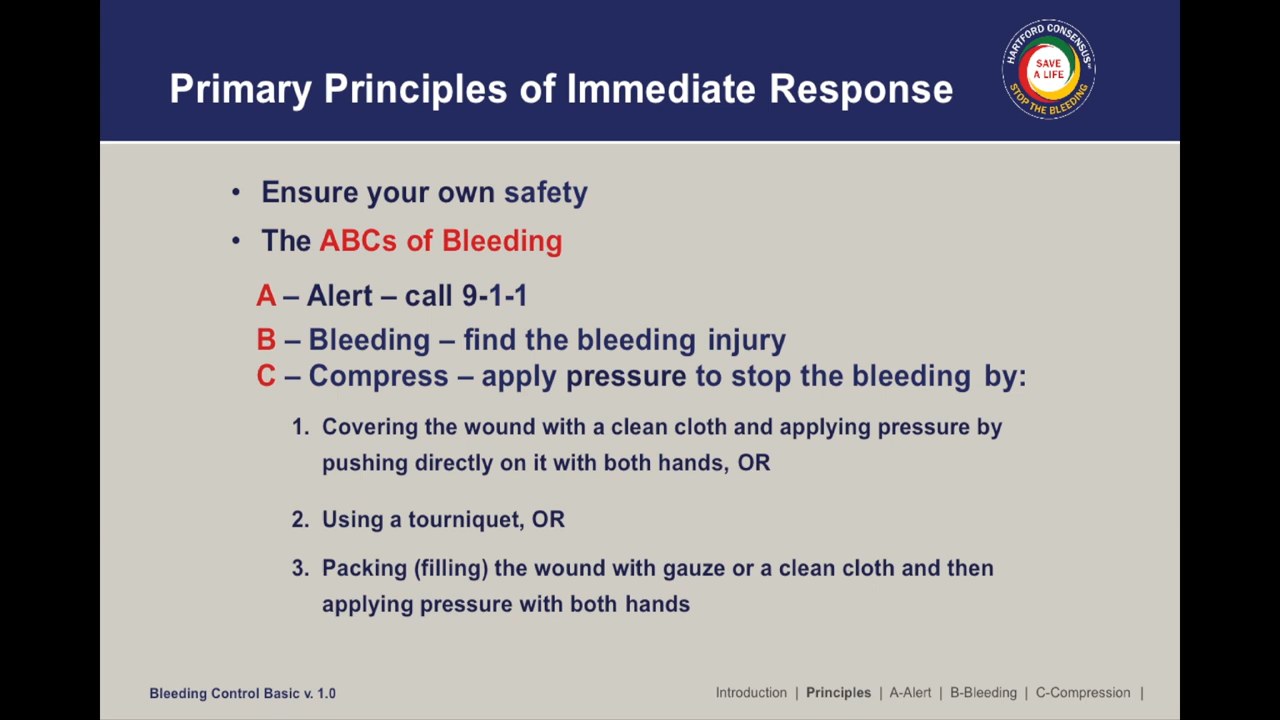 Primary Principles of Immediate Response
HARTFORD CONSENSUS
SAVE
A LIFE
STOP THE BLEEDING
• Ensure your own safety
• The ABCs of Bleeding
A – Alert – call 9-1-1
B – Bleeding – find the bleeding injury
C – Compress – apply pressure to stop the bleeding by:
1. Covering the wound with a clean cloth and applying pressure by
pushing directly on it with both hands, OR
2. Using a tourniquet, OR
3. Packing (filling) the wound with gauze or a clean cloth and then
applying pressure with both hands
Bleeding Control Basic v. 1.0
Introduction | Principles | A-Alert | B-Bleeding | C-Compression |